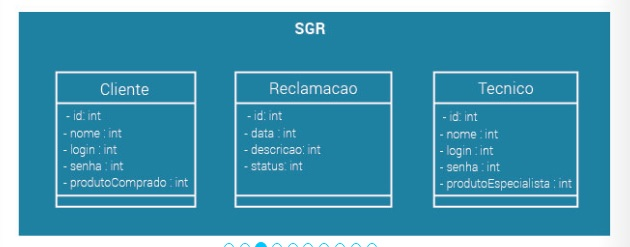 SGR
Cliente
- id: int
- nome : int
- login : int
- senha : int
- produtoComprado : int
Reclamacao
- id: int
- data : int
- descricao: int
- status: int
Tecnico
- id: int
- nome : int
- login : int
- senha : int
- produtoEspecialista : int